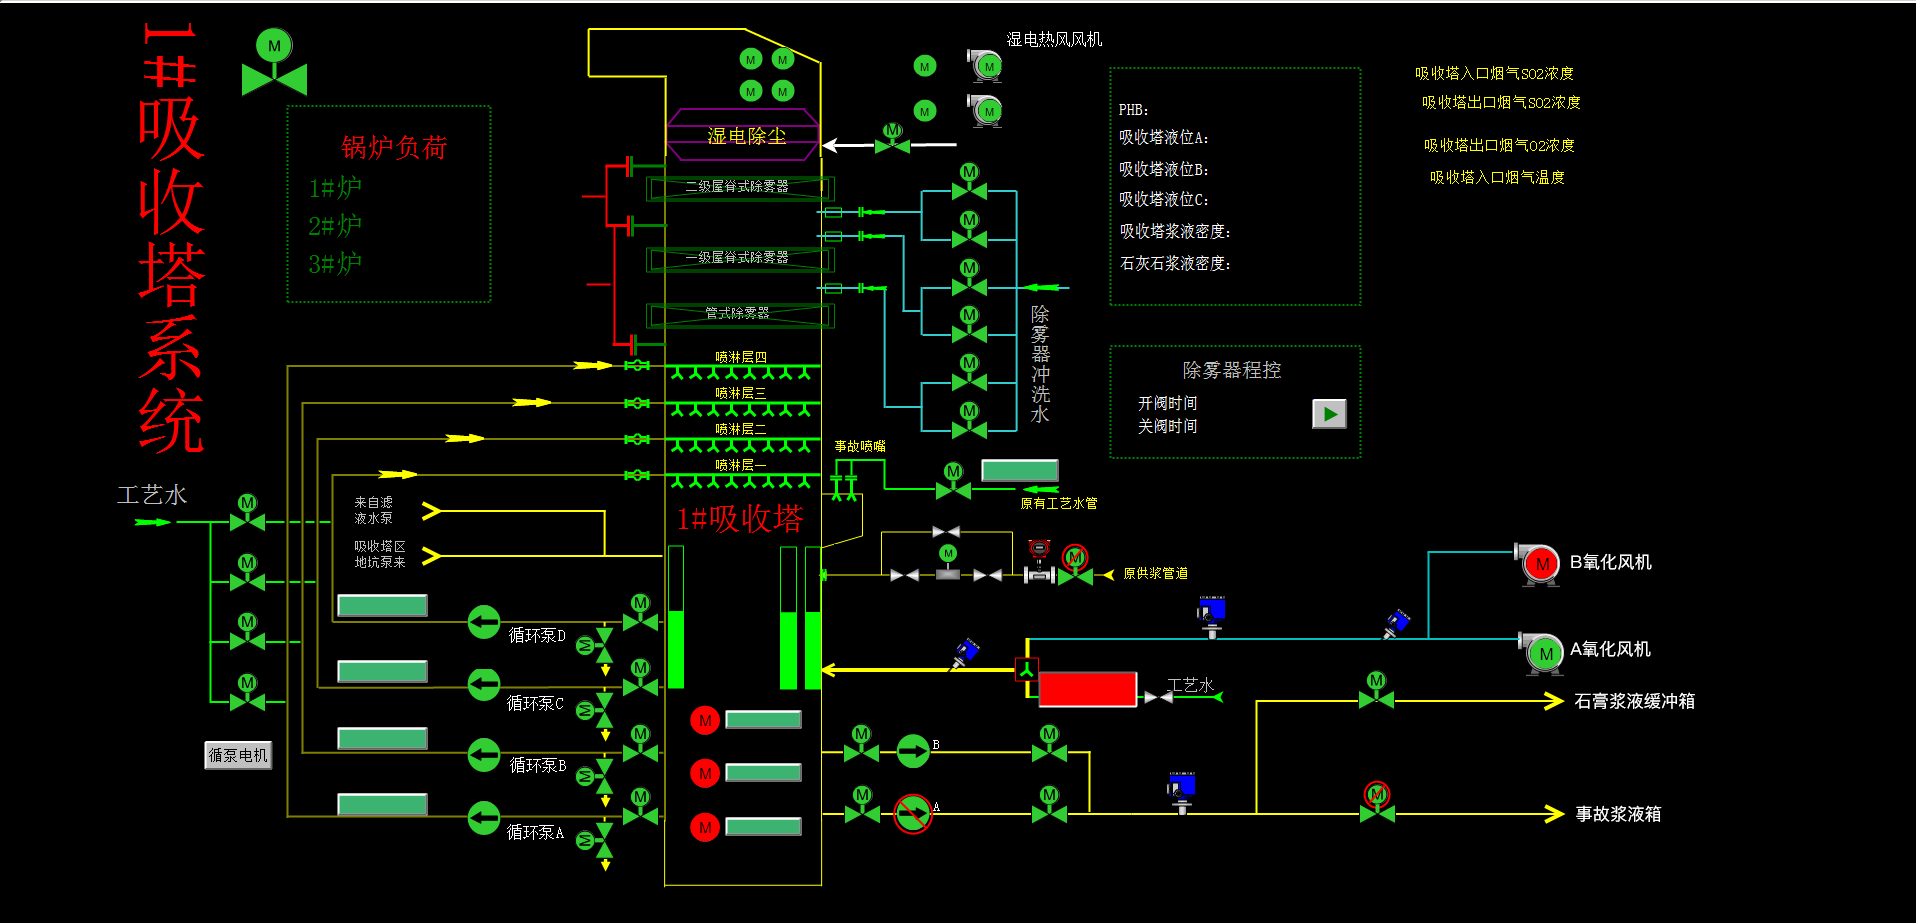 1#吸收塔系统
M
锅炉负荷
1#炉
2#炉
3#炉
湿电热风风机
M M
M M
M M
M M
湿电除尘
M
二级屋脊式除雾器
一级屋脊式除雾器
管式除雾器
喷淋层四
喷淋层三
喷淋层二
喷淋层一
1#吸收塔
M
M
M
M
M
M
除雾器冲洗水
PHB:
吸收塔液位A:
吸收塔液位B:
吸收塔液位C:
吸收塔浆液密度:
石灰石浆液密度:
吸收塔入口烟气SO2浓度
吸收塔出口烟气SO2浓度
吸收塔出口烟气O2浓度
吸收塔入口烟气温度
除雾器程控
开阀时间
关阀时间
事故喷嘴
M
原有工艺水管
工艺水
M
M
M
M
来自滤
液水泵
吸收塔区
地坑泵来
循环泵D
M
M
循环泵C
M
M
循环泵B
M
M
循环泵A
M
M
循泵电机
M
M
M
M
M
原供浆管道
M
B氧化风机
M
A氧化风机
工艺水
M
石膏浆液缓冲箱
M
B
M
M
A
M
M
事故浆液箱